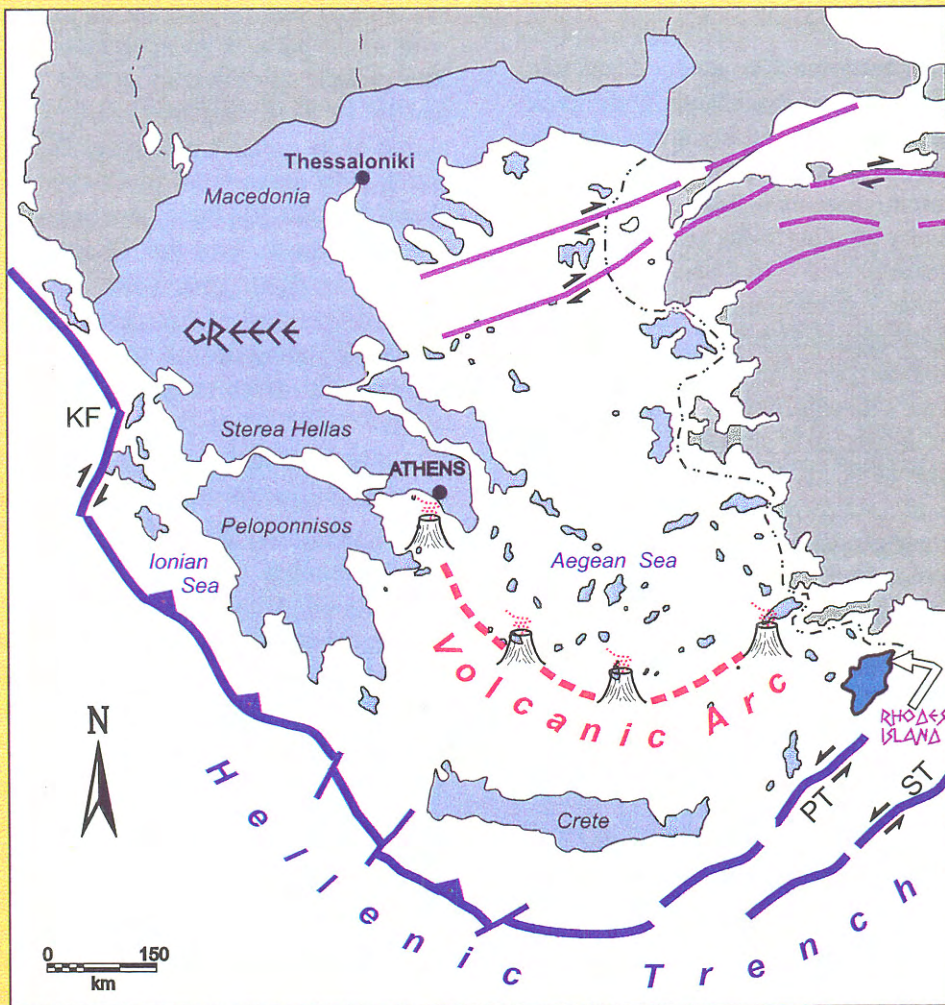 Thessaloniki
Macedonia
GREECE
KF
Sterea Hellas
ATHENS
Peloponnisos
Ionian
Sea
Aegean Sea
Volcanic Arc
RHODES
ISLAND
N
PT
ST
Crete
Hellenic Trench
0 150
km